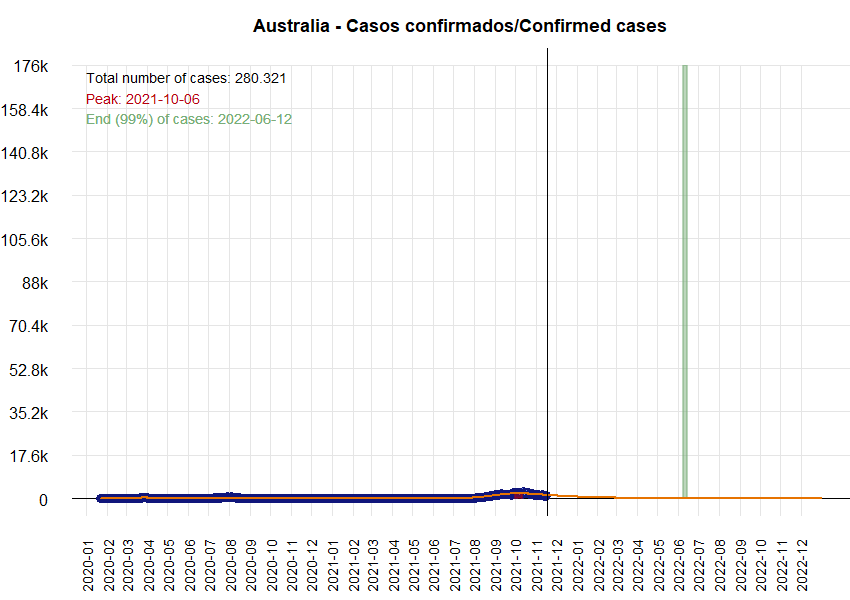 Australia - Casos confirmados/Confirmed cases
176k
Total number of cases: 280.321
Peak: 2021-10-06
158.4k
End (99%) of cases: 2022-06-12
140.8k
123.2k
105.6k
88k
70.4k
52.8k
35.2k
17.6k
0
2020-01
2020-02
2020-03
2020-04
2020-05
2020-06
2020-07
2020-08
2020-09
2020-10
2020-11
2020-12
2021-01
2021-02
2021-03
2021-04
2021-05
2021-06
2021-07
2021-08
2021-09
2021-10
2021-11
2021-12
2022-01
2022-02
2022-03
2022-04
2022-05
2022-06
2022-07
2022-08
2022-09
2022-10
2022-11
2022-12